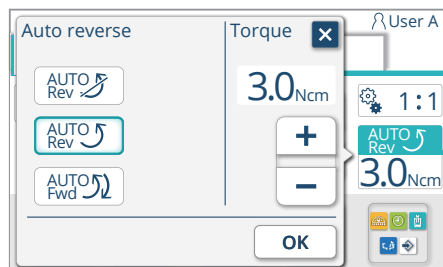 Auto reverse
Torque
User A
AUTO
Rev
3.0Ncm
1:1
AUTO
Rev
+
AUTO
Rev
3.0Ncm
AUTO
Fwd
−
OK